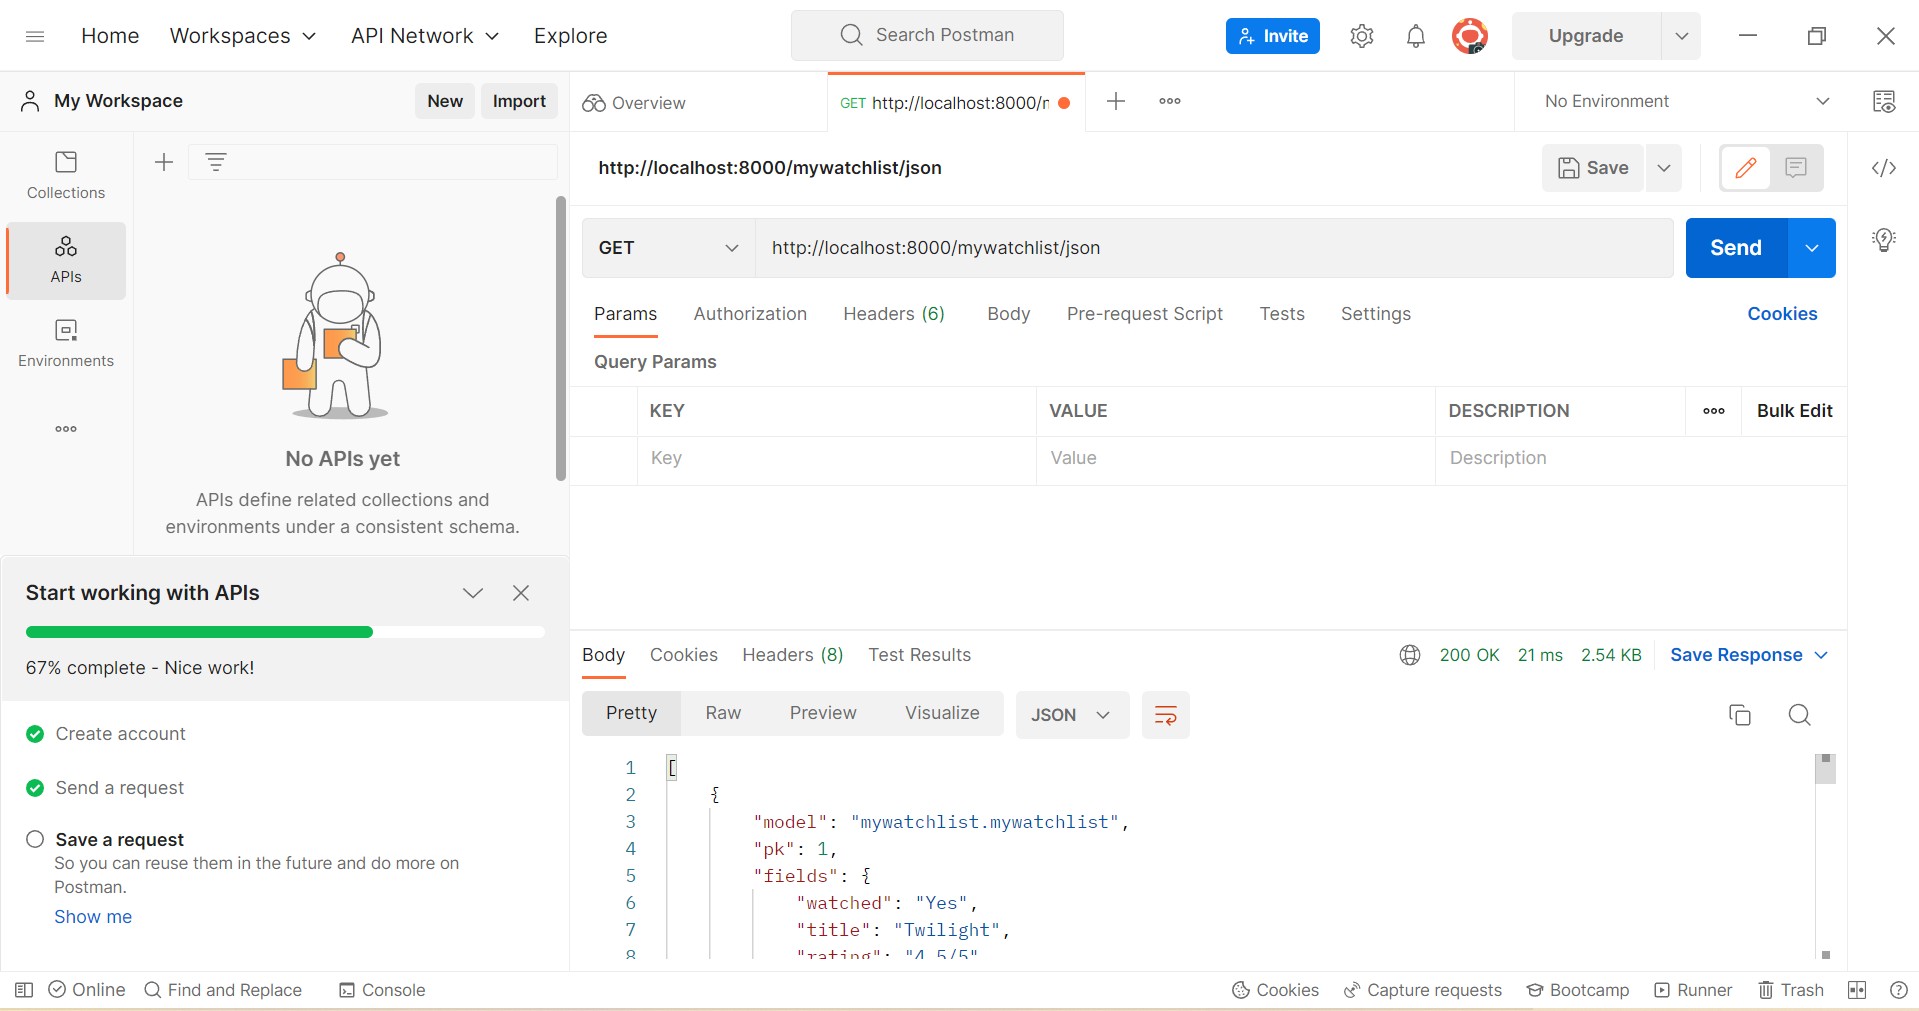 Home Workspaces API Network Explore Search Postman Invite Upgrade
My Workspace New Import
Overview GET http://localhost:8000/r No Environment
Collections
APIs
Environments
No APIs yet
APIs define related collections and
environments under a consistent schema.
Start working with APIs
67% complete - Nice work!
Create account
Send a request
Save a request
So you can reuse them in the future and do more on
Postman.
Show me
http://localhost:8000/mywatchlist/json Save
GET http://localhost:8000/mywatchlist/json Send
Params Authorization Headers (6) Body Pre-request Script Tests Settings Cookies
Query Params
KEY VALUE DESCRIPTION Bulk Edit
Key Value Description
Body Cookies Headers (8) Test Results 200 OK 21 ms 2.54 KB Save Response
Pretty Raw Preview Visualize JSON
1 [
2 {
3 "model": "mywatchlist.mywatchlist",
4 "pk": 1,
5 "fields": {
6 "watched": "Yes",
7 "title": "Twilight",
8 "rating": "4.5/5"
Online Find and Replace Console Cookies Capture requests Bootcamp Runner Trash